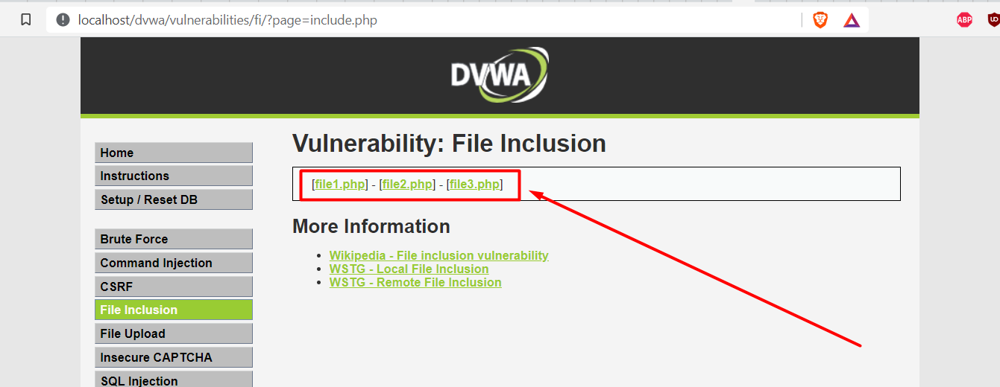 localhost/dvwa/vulnerabilities/fi/?page=include.php
ABP
DVWA
Home
Instructions
Setup / Reset DB
Brute Force
Command Injection
CSRF
File Inclusion
File Upload
Insecure CAPTCHA
SQL Injection
Vulnerability: File Inclusion
[file1.php] - [file2.php] - [file3.php]
More Information
Wikipedia - File inclusion vulnerability
WSTG - Local File Inclusion
WSTG - Remote File Inclusion